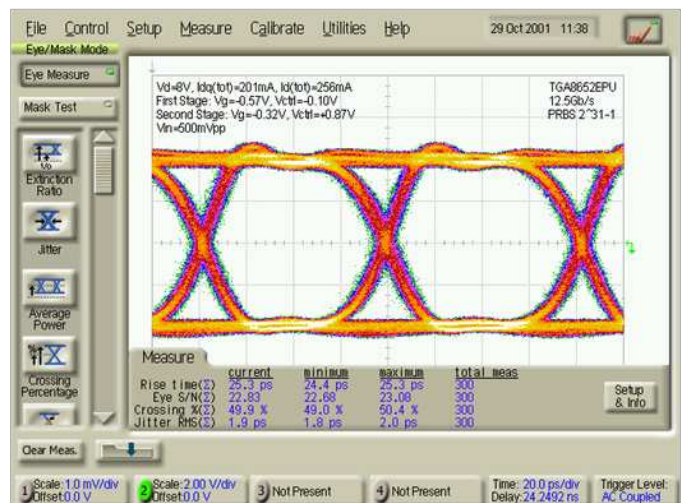 File Control Setup Measure Calibrate Utilities Help 29 Oct 2001 11:38
Eye/Mask Mode
Eye Measure
Mask Test
Extinction
Ratio
Jitter
Average
Power
Crossing
Percentage
Vd=8V, Idq(tot)=201mA, Id(tot)=256mA
First Stage: Vg=-0.57V, Vctrl=-0.10V
Second Stage: Vg=-0.32V, Vctrl=+0.87V
Vin=500mVpp
TGA8652EPU
12.5Gb/s
PRBS 2^31-1
Measure
current minimum maximum total meas
Rise time(Σ) 25.3 ps 24.4 ps 25.3 ps 300
Eye S/N(Σ) 22.83 22.68 23.08 300
Crossing %(Σ) 49.9 % 49.0 % 50.4 % 300
Jitter RMS(Σ) 1.9 ps 1.8 ps 2.0 ps 300
Setup
& Info
Clear Meas.
1 Scale:1.0 mV/div
Offset:0.0 V
2 Scale:2.00 V/div
Offset:0.0 V
3 Not Present
4 Not Present
Time: 20.0 ps/div
Delay:24.2492 ns
Trigger Level:
AC Coupled